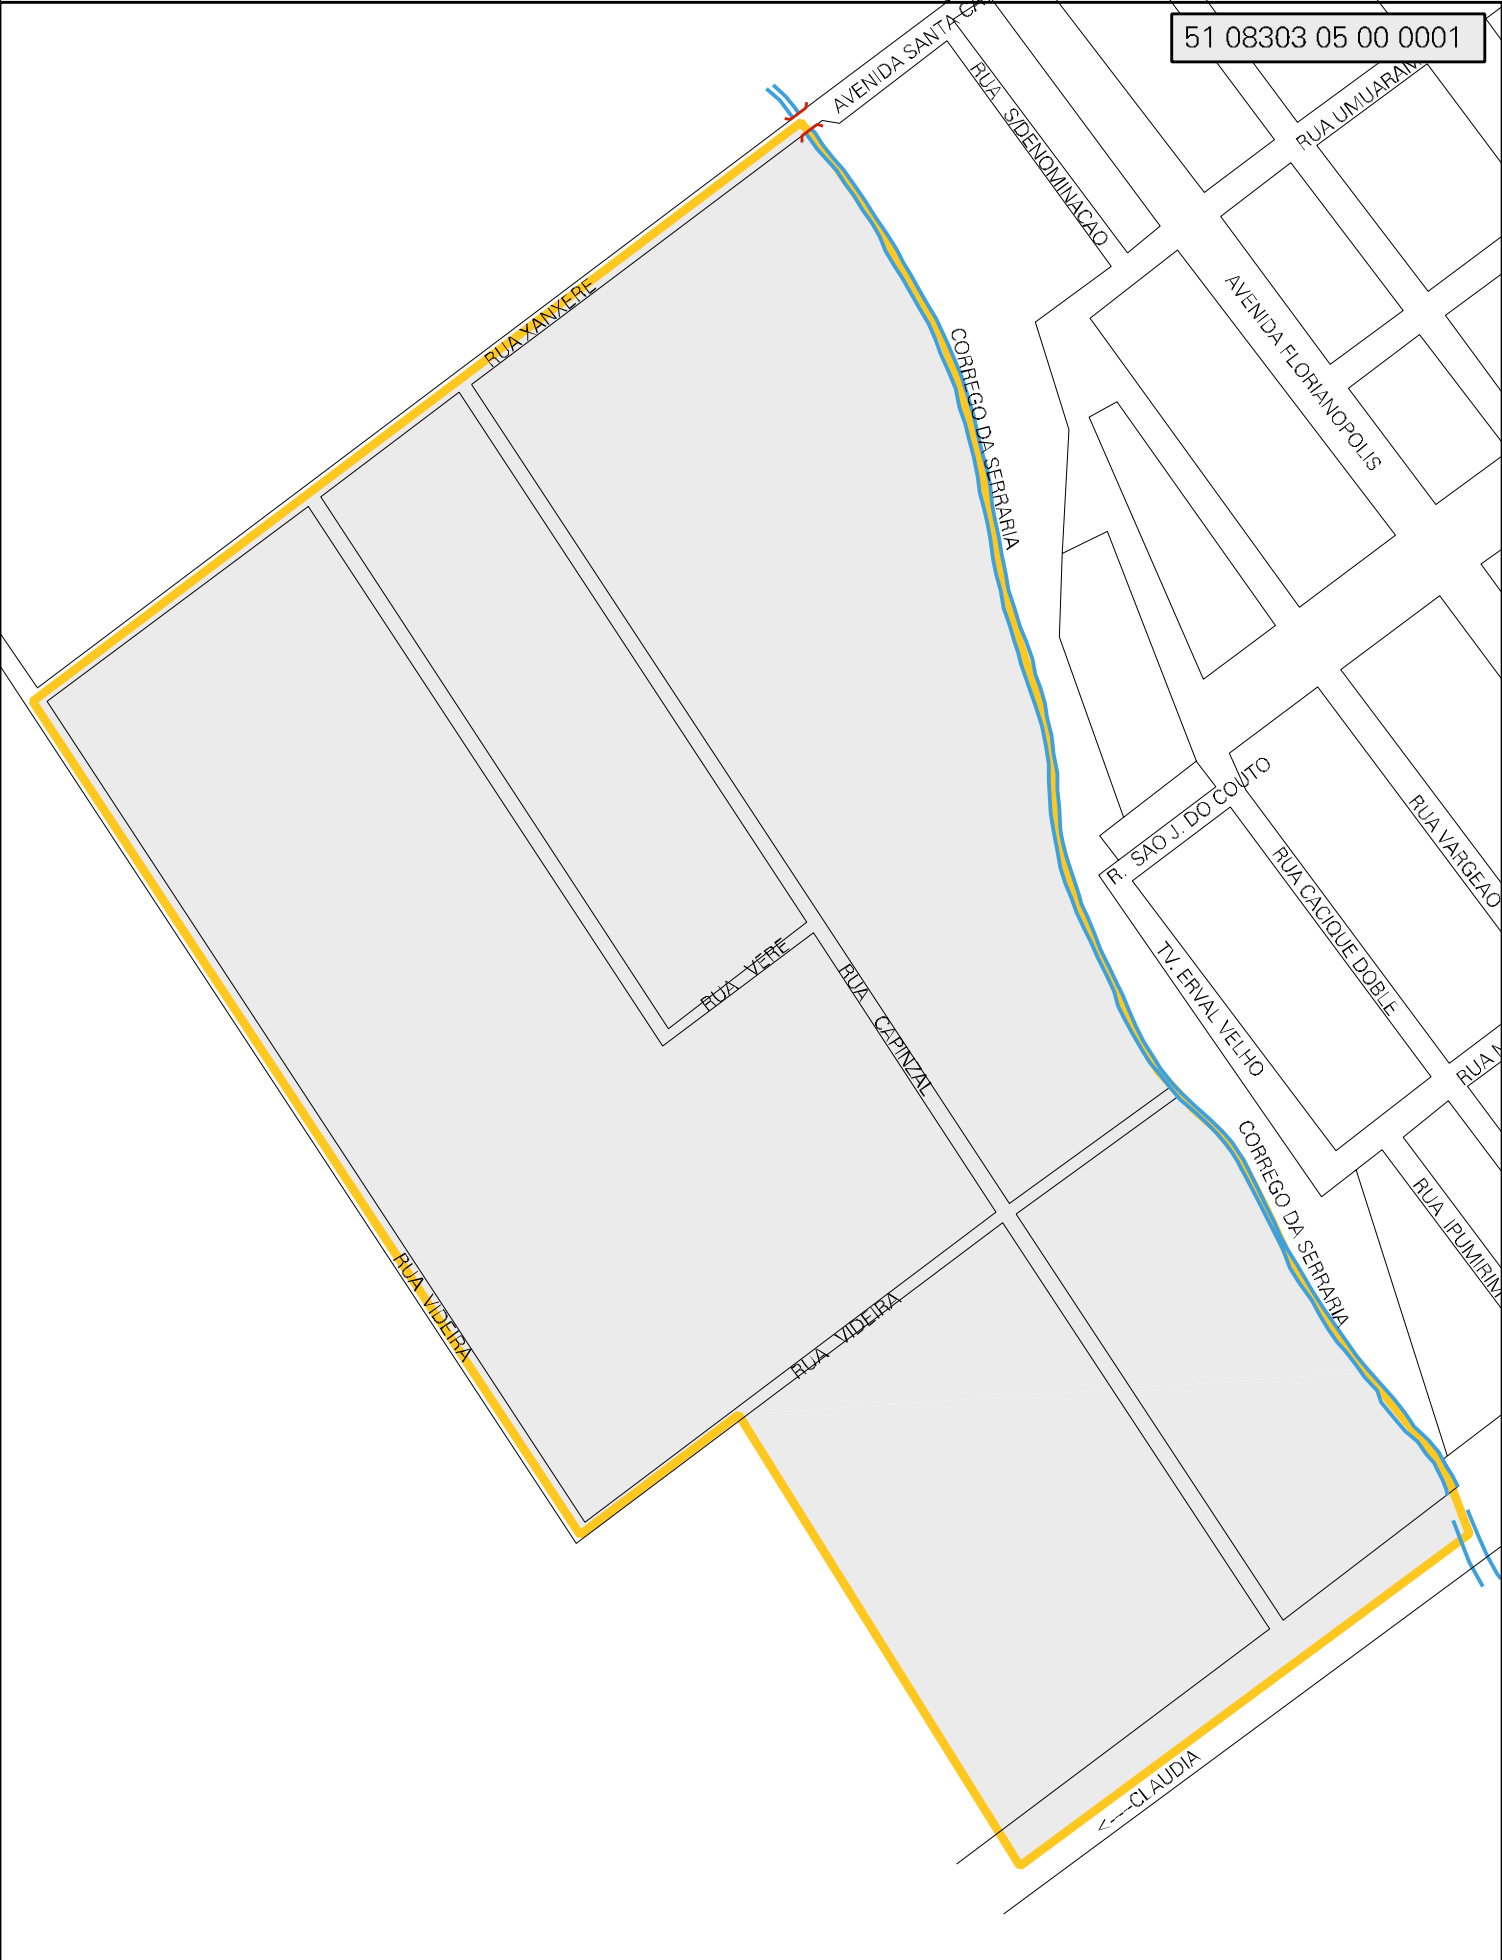 51 08303 05 00 0001
AVENIDA SANTA
RUA S/DENOMINACAO
RUA UMUARAM
RUA XANXERE
AVENIDA FLORIANOPOLIS
CORREGO DA SERRARIA
R. SAO J. DO COUTO
RUA VARGEAO
RUA CACIQUE DOBLE
RUA VERE
RUA CAPINZAL
TV. ERVAL VELHO
RUA
CORREGO DA SERRARIA
RUA IPUMIRIM
RUA VIDEIRA
RUA VIDEIRA
<----CLAUDIA